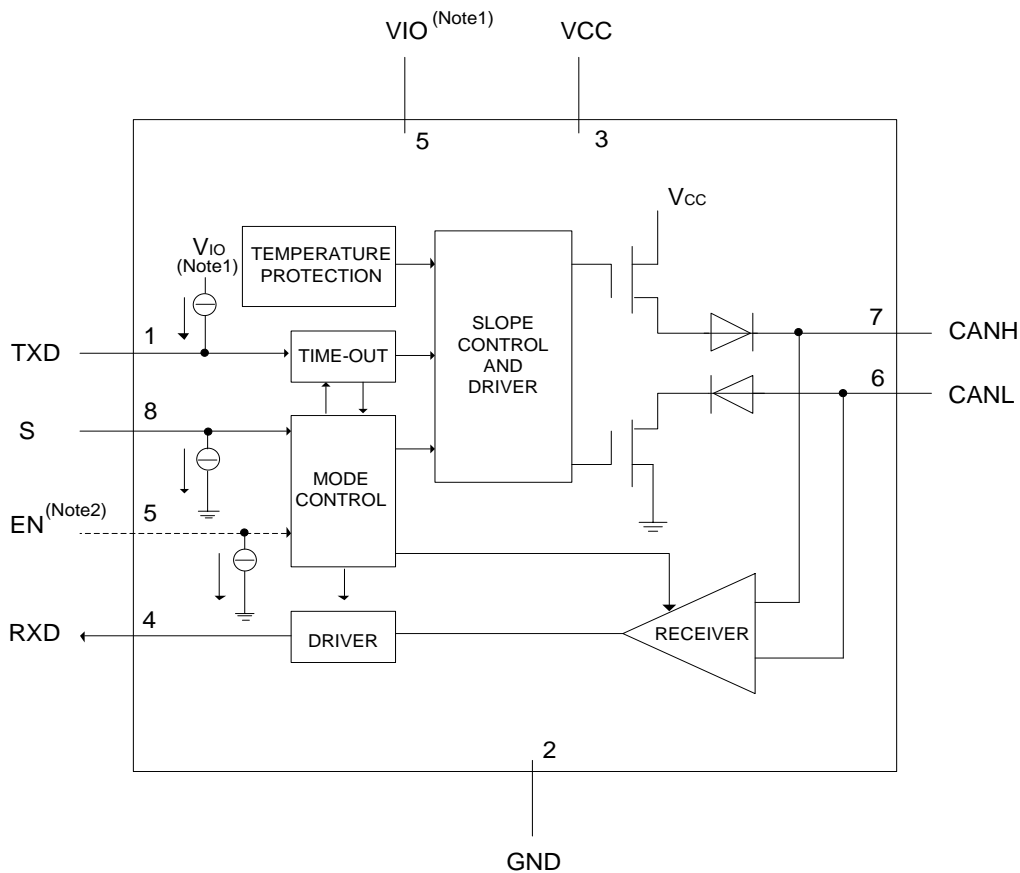 VIO (Note1)
VCC
5
3
VCC
VIO
(Note1)
TEMPERATURE
PROTECTION
SLOPE
CONTROL
AND
DRIVER
TXD
1
TIME-OUT
7
CANH
6
CANL
S
8
MODE
CONTROL
EN (Note2)
5
RXD
4
DRIVER
RECEIVER
2
GND